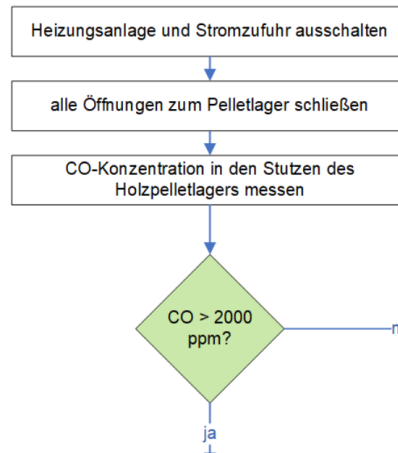 Heizungsanlage und Stromzufuhr ausschalten
alle Öffnungen zum Pelletlager schließen
CO-Konzentration in den Stutzen des
Holzpelletlagers messen
CO > 2000
ppm?
ja